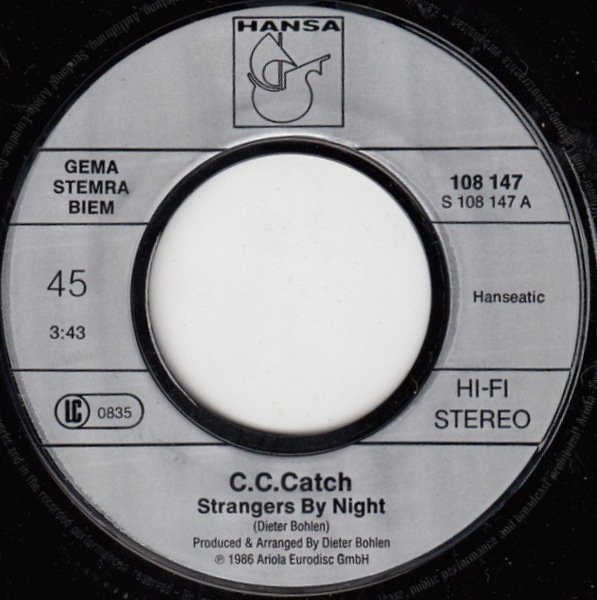 HANSA
GEMA
STEMRA
BIEM
108 147
S 108 147 A
45
3:43
Hanseatic
LC 0835
HI-FI
STEREO
C.C.Catch
Strangers By Night
(Dieter Bohlen)
Produced & Arranged By Dieter Bohlen
℗ 1986 Ariola Eurodisc GmbH